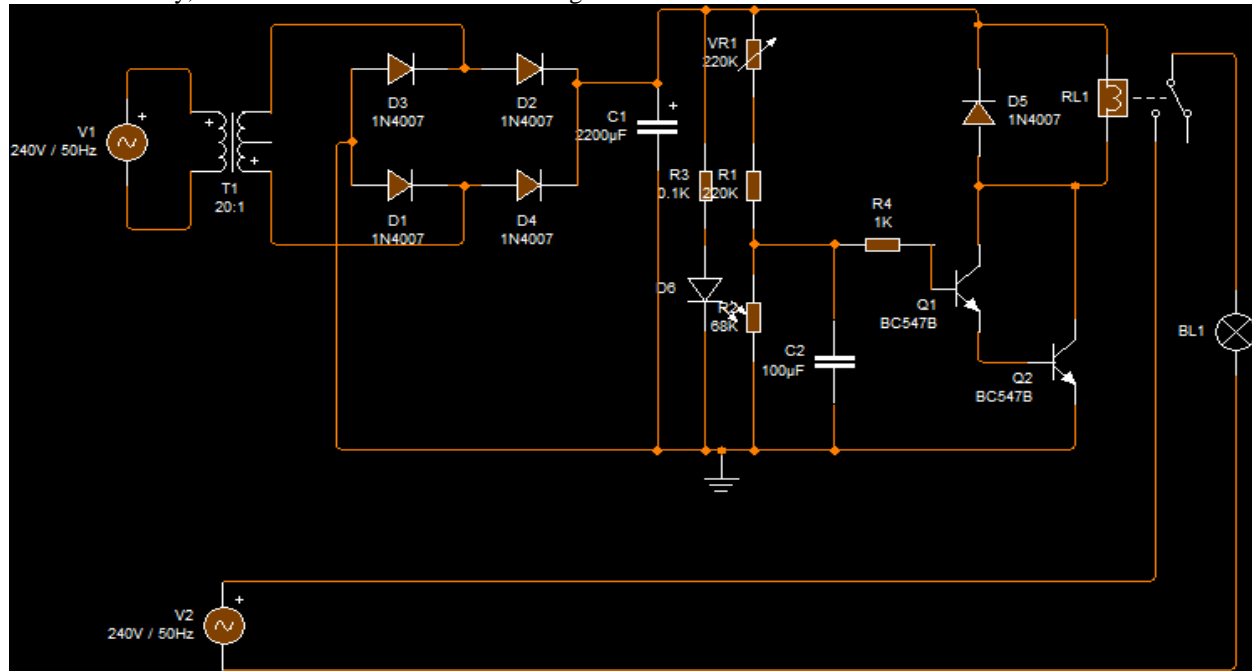 VR1
220K
D3
1N4007
D2
1N4007
D5
1N4007
RL1
C1
2200µF
V1
240V / 50Hz
T1
20:1
R3
0.1K
R1
220K
D1
1N4007
D4
1N4007
R4
1K
D6
R2
68K
Q1
BC547B
BL1
C2
100µF
Q2
BC547B
V2
240V / 50Hz